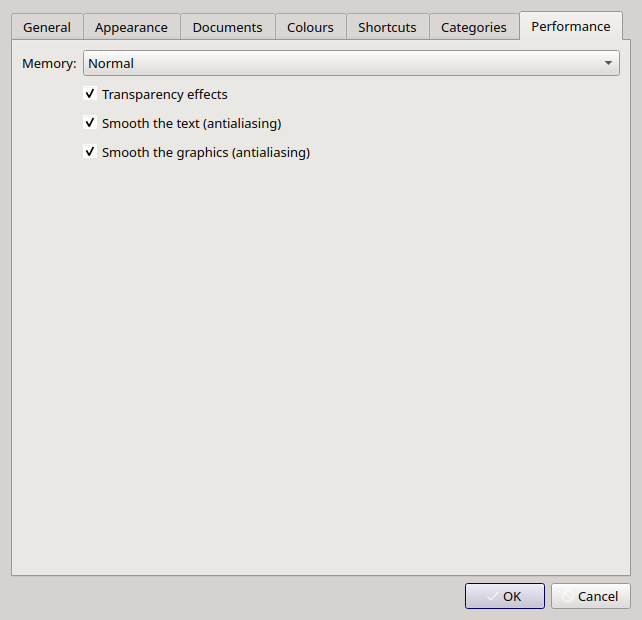 General Appearance Documents Colours Shortcuts Categories Performance
Memory: Normal
Transparency effects
Smooth the text (antialiasing)
Smooth the graphics (antialiasing)
OK Cancel